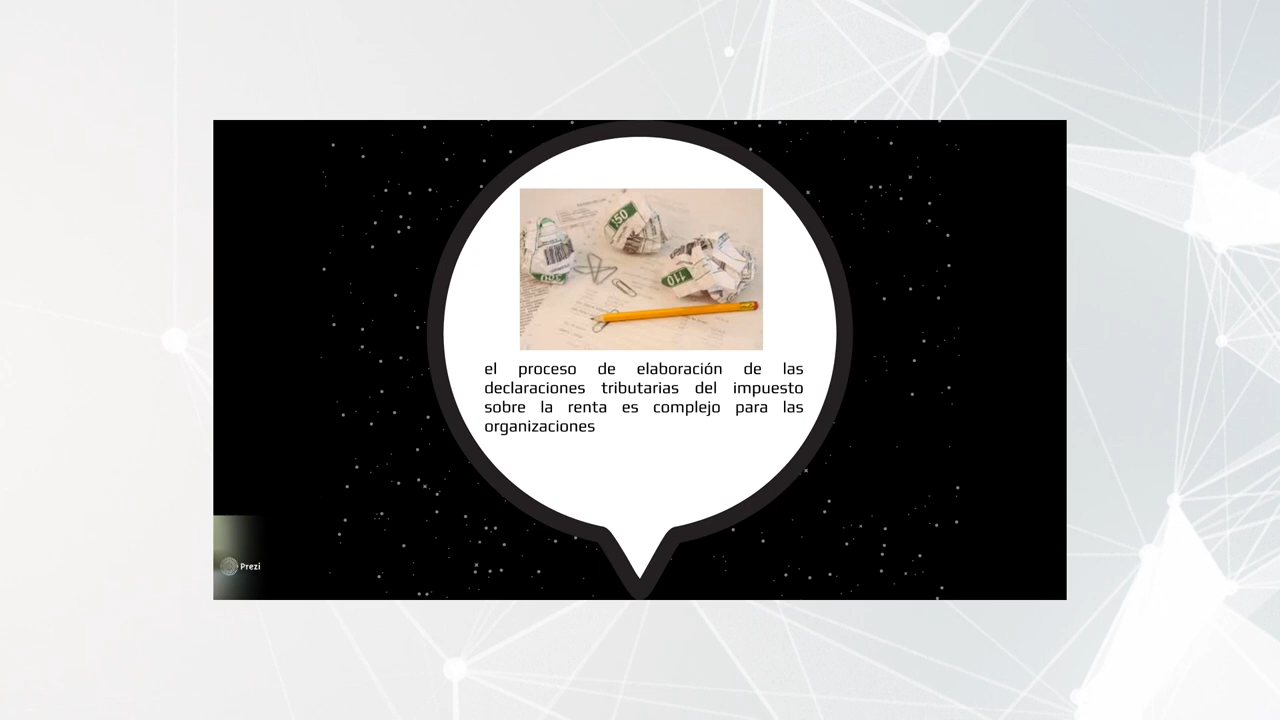 50
110
el proceso de elaboración de las
declaraciones tributarias del impuesto
sobre la renta es complejo para las
organizaciones
Prezi